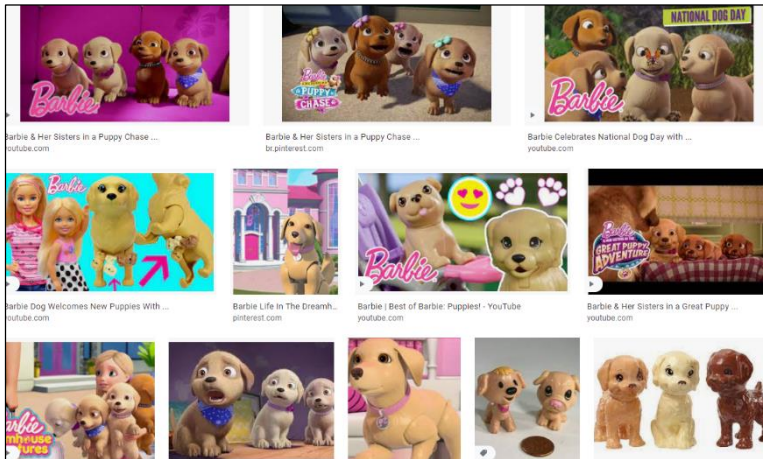 NATIONAL DOG DAY
Barbie
Barbie
PUPPY
CHASE
Barbie
Barbie & Her Sisters in a Puppy Chase ...
youtube.com
Barbie & Her Sisters in a Puppy Chase ...
br.pinterest.com
Barbie Celebrates National Dog Day with ...
youtube.com
Barbie
Barbie
Barbie
GREAT PUPPY
ADVENTURE
Barbie Dog Welcomes New Puppies With ...
youtube.com
Barbie Life In The Dreamh...
pinterest.com
Barbie | Best of Barbie: Puppies! - YouTube
youtube.com
Barbie & Her Sisters in a Great Puppy ...
youtube.com
arbie
mhouse
tures